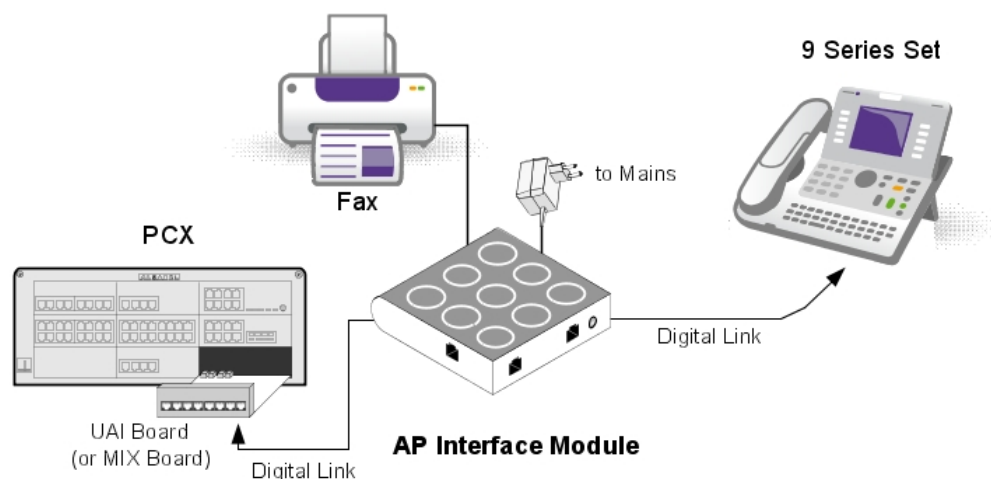 9 Series Set
to Mains
Fax
PCX
Digital Link
UAI Board
(or MIX Board)
AP Interface Module
Digital Link